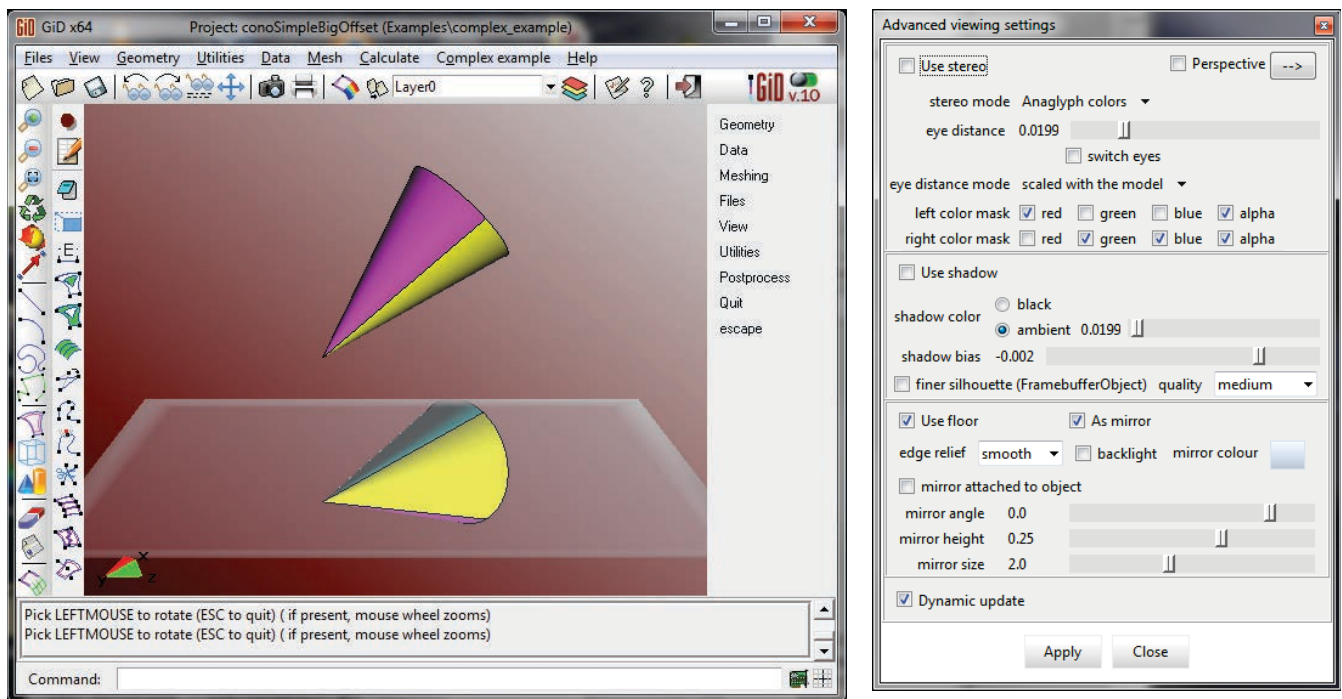 GiD x64 Project: conoSimpleBigOffset (Examples\complex_example)
Files View Geometry Utilities Data Mesh Calculate Complex example Help
Layer0
GiD v.10
Geometry
Data
Meshing
Files
View
Utilities
Postprocess
Quit
escape
E
x
y
z
Pick LEFTMOUSE to rotate (ESC to quit) ( if present, mouse wheel zooms)
Pick LEFTMOUSE to rotate (ESC to quit) ( if present, mouse wheel zooms)
Command:
Advanced viewing settings
Use stereo Perspective -->
stereo mode Anaglyph colors
eye distance 0.0199
switch eyes
eye distance mode scaled with the model
left color mask red green blue alpha
right color mask red green blue alpha
Use shadow
shadow color black
ambient 0.0199
shadow bias -0.002
finer silhouette (FramebufferObject) quality medium
Use floor As mirror
edge relief smooth backlight mirror colour
mirror attached to object
mirror angle 0.0
mirror height 0.25
mirror size 2.0
Dynamic update
Apply Close